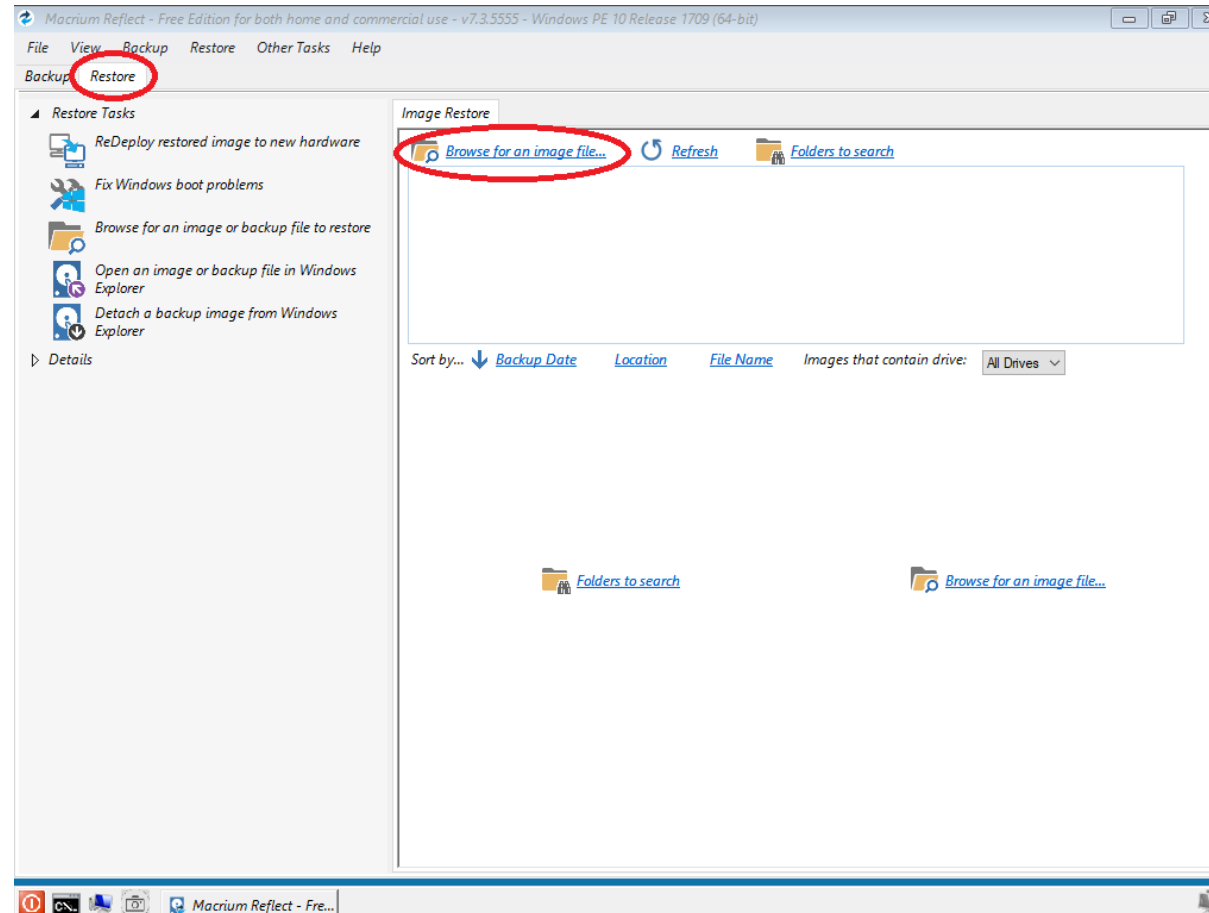 Macrium Reflect - Free Edition for both home and commercial use - v7.3.5555 - Windows PE 10 Release 1709 (64-bit)
File View Backup Restore Other Tasks Help
Backup Restore
Restore Tasks
ReDeploy restored image to new hardware
Fix Windows boot problems
Browse for an image or backup file to restore
Open an image or backup file in Windows
Explorer
Detach a backup image from Windows
Explorer
Details
Image Restore
Browse for an image file... Refresh Folders to search
Sort by... Backup Date Location File Name Images that contain drive: All Drives
Folders to search Browse for an image file...
Macrium Reflect - Fre...